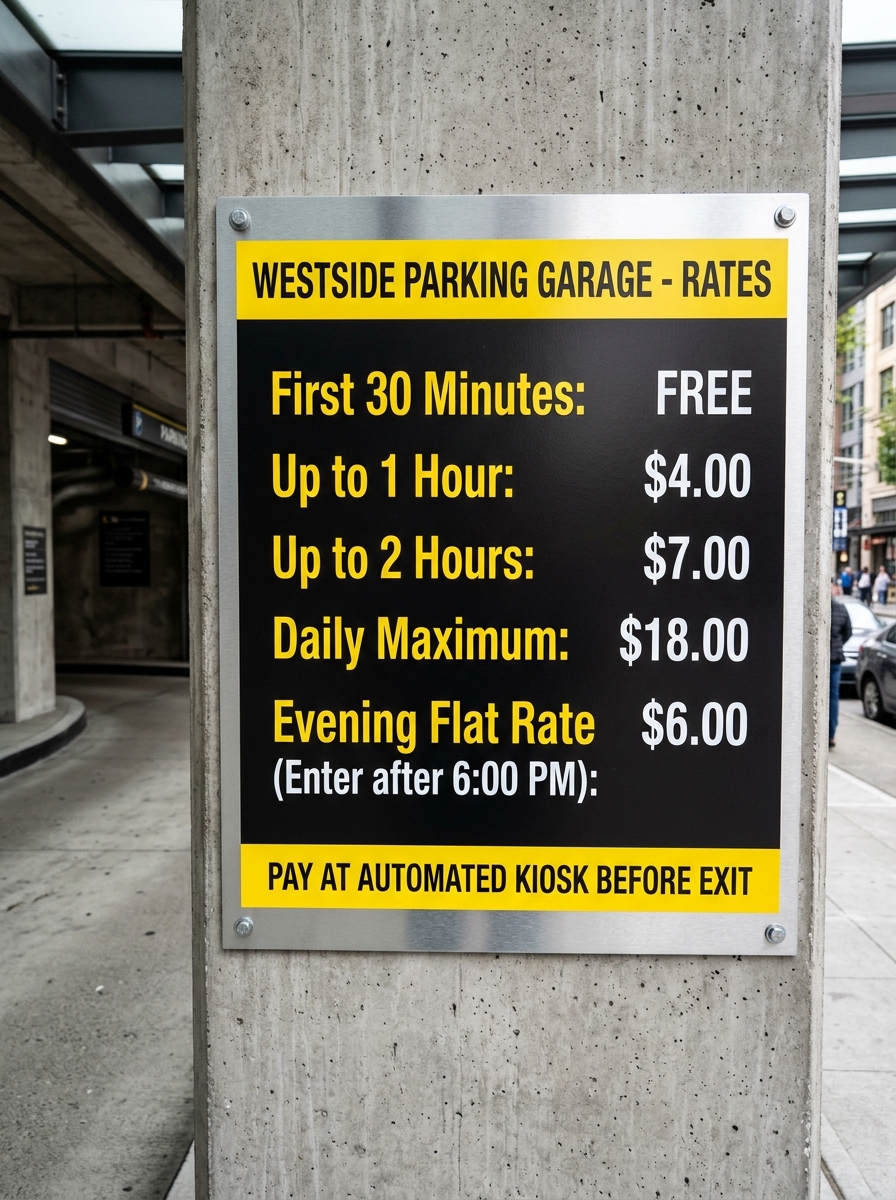 WESTSIDE PARKING GARAGE - RATES
First 30 Minutes: FREE
Up to 1 Hour: $4.00
Up to 2 Hours: $7.00
Daily Maximum: $18.00
Evening Flat Rate $6.00
(Enter after 6:00 PM):
PAY AT AUTOMATED KIOSK BEFORE EXIT